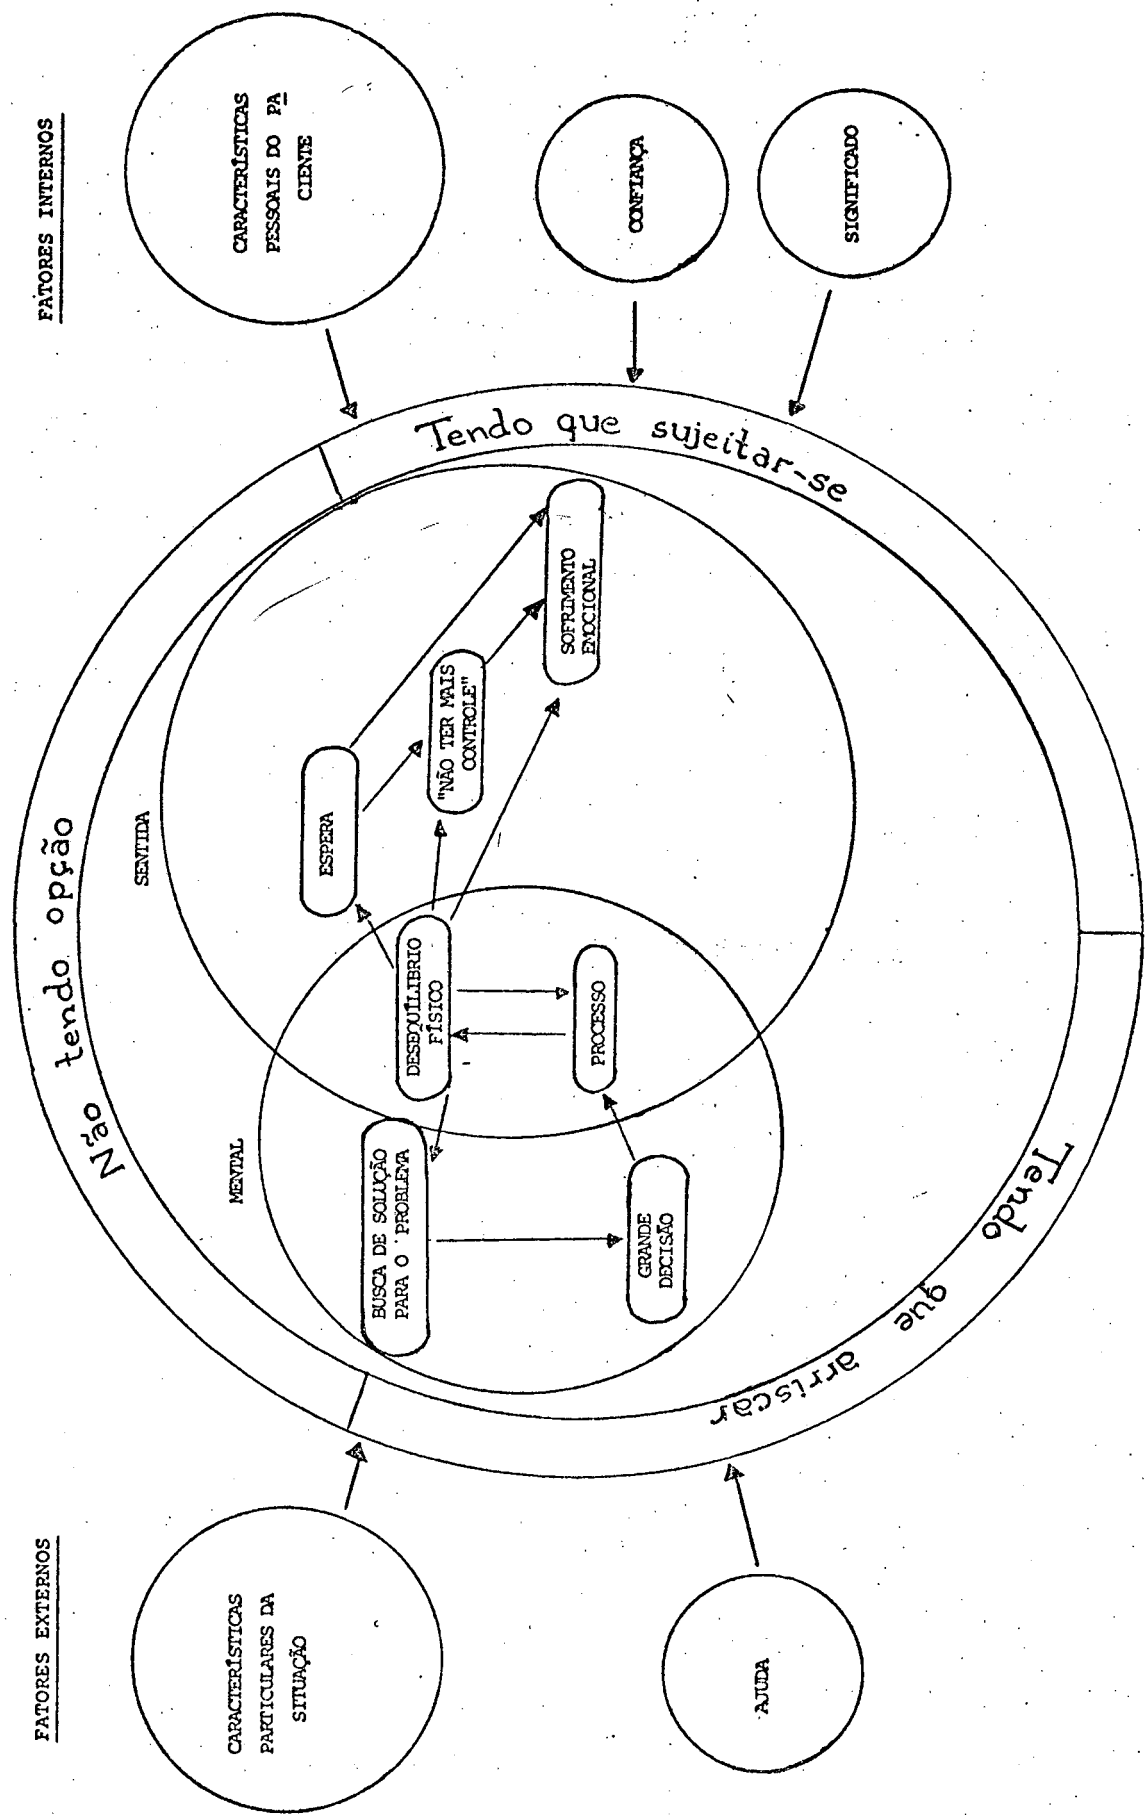 FATORES EXTERNOS
FATORES INTERNOS
CARACTERÍSTICAS
PARTICULARES DA
SITUAÇÃO
AJUDA
Não tendo opção
Tendo que sujeitar-se
Tendo que arriscar
MENTAL
SENTIDA
BUSCA DE SOLUÇÃO
PARA O PROBLEMA
GRANDE
DECISÃO
DESEQUÍLIBRIO
FÍSICO
PROCESSO
ESPERA
"NÃO TER MAIS
CONTROLE"
SOFRIMENTO
EMOCIONAL
CARACTERÍSTICAS
PESSOAIS DO PA
CIENTE
CONFIANÇA
SIGNIFICADO